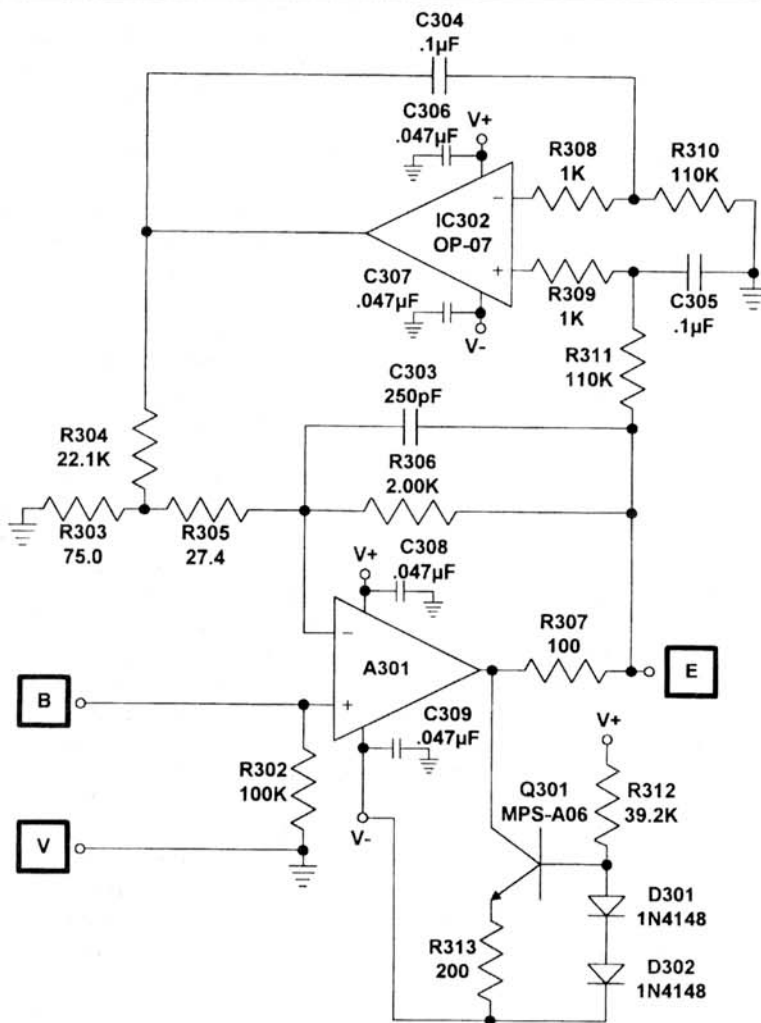 C304
.1µF
C306
.047µF
V+
R308
1K
R310
110K
−
IC302
OP-07
+
C307
.047µF
V-
R309
1K
C305
.1µF
R311
110K
C303
250pF
R304
22.1K
R306
2.00K
R303
75.0
R305
27.4
V+
C308
.047µF
−
A301
+
R307
100
E
B
C309
.047µF
V+
R302
100K
V-
Q301
MPS-A06
R312
39.2K
V
D301
1N4148
R313
200
D302
1N4148